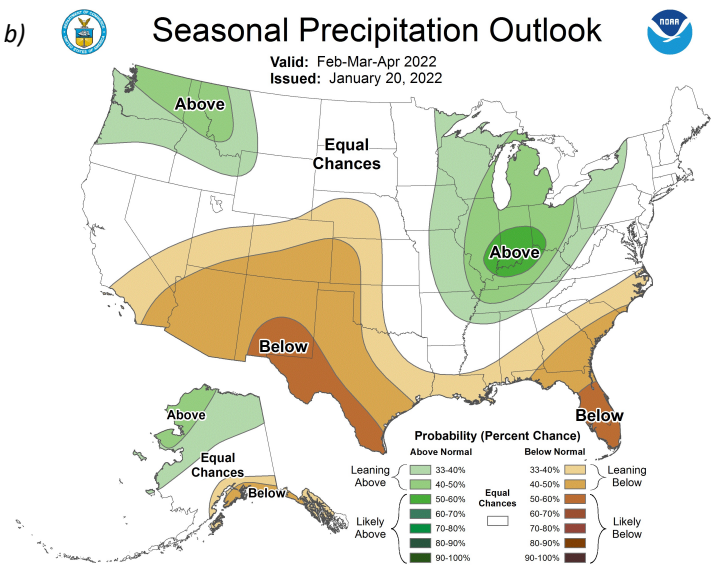 b)
Seasonal Precipitation Outlook
NOAA
Valid: Feb-Mar-Apr 2022
Issued: January 20, 2022
Above
Equal
Chances
Above
Below
Below
Above
Equal
Chances
Below
Probability (Percent Chance)
Above Normal
Below Normal
Leaning
Above
33-40%
40-50%
Likely
Above
50-60%
60-70%
70-80%
80-90%
90-100%
Equal
Chances
33-40%
40-50%
Leaning
Below
50-60%
60-70%
70-80%
80-90%
90-100%
Likely
Below